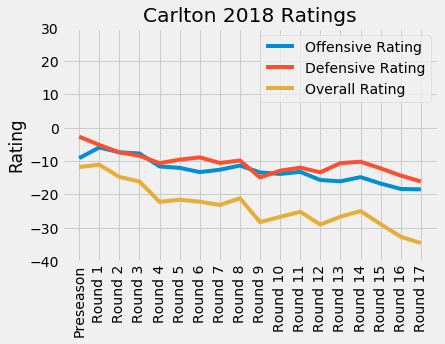 Carlton 2018 Ratings
Offensive Rating
Defensive Rating
Overall Rating
Rating
30
20
10
0
−10
−20
−30
−40
Preseason
Round 1
Round 2
Round 3
Round 4
Round 5
Round 6
Round 7
Round 8
Round 9
Round 10
Round 11
Round 12
Round 13
Round 14
Round 15
Round 16
Round 17